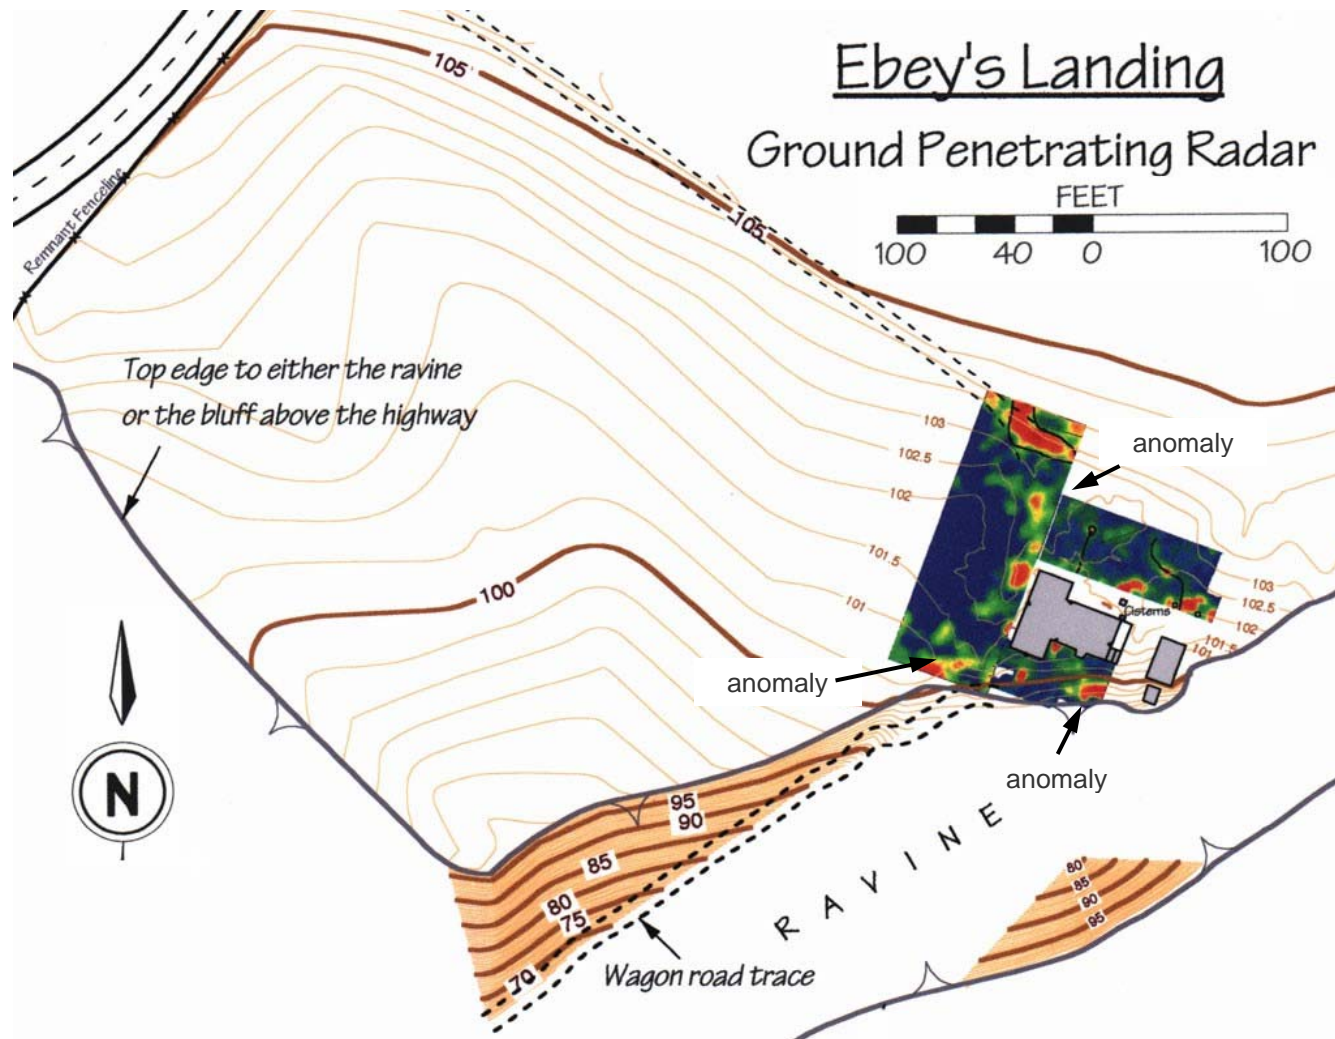 Ebey's Landing
Ground Penetrating Radar
FEET
100 40 0 100
105
105
Remnant Fenceline
Top edge to either the ravine
or the bluff above the highway
103
102.5
102
101.5
101
anomaly
anomaly
anomaly
Cisterns
103
102.5
102
101.5
101
100
N
95
90
85
80
75
70
RAVINE
80
85
90
95
Wagon road trace